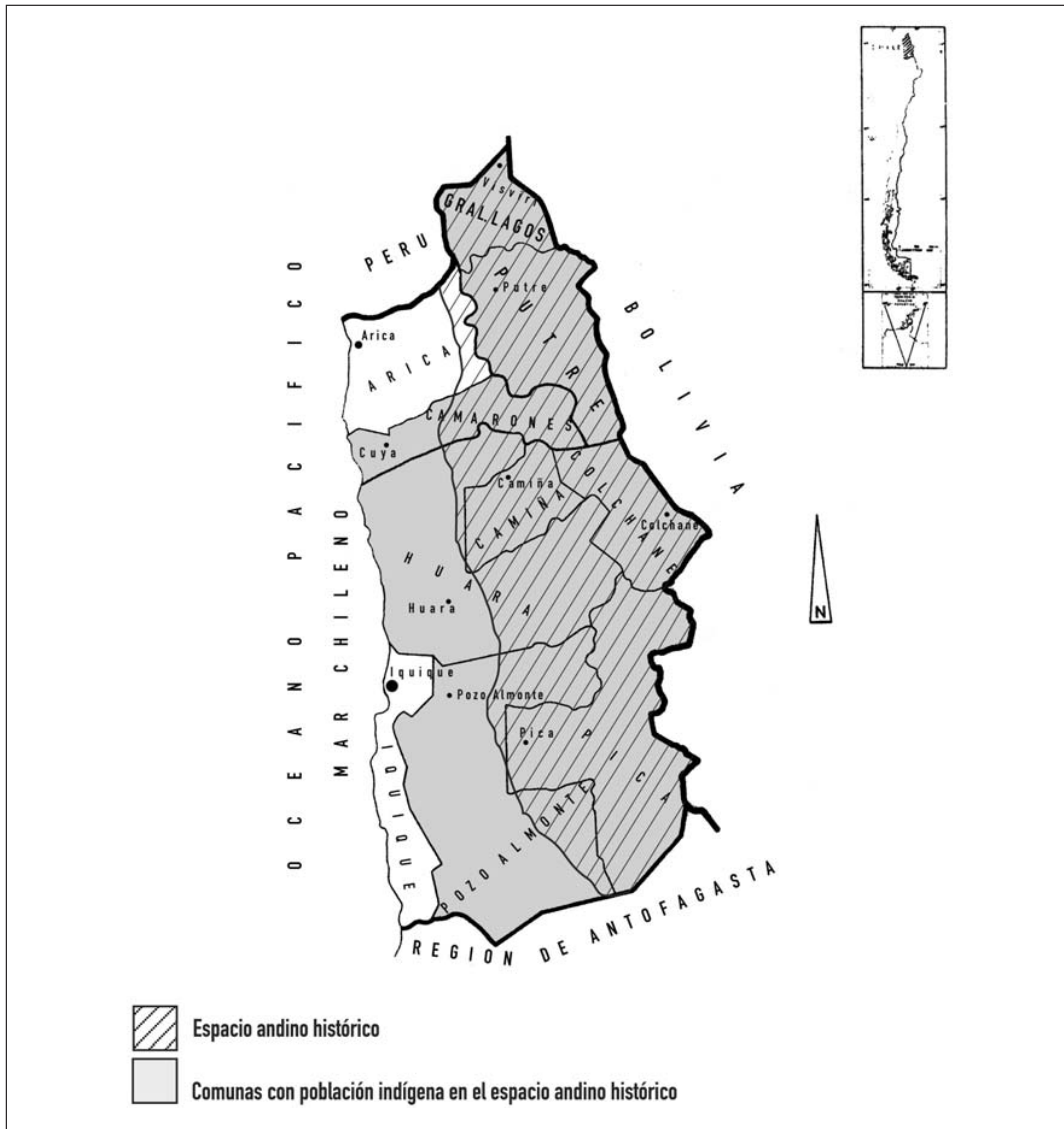 CHILE
Visviri
GRAL.LAGOS
PERU
Putre
PUTRE
BOLIVIA
OCEANO PACIFICO
MAR CHILENO
Arica
ARICA
CAMARONES
Cuya
Camiña
CAMIÑA
COLCHANE
Colchane
HUARA
Huara
N
Iquique
IQUIQUE
Pozo Almonte
Pica
PICA
POZO ALMONTE
REGION DE ANTOFAGASTA
Espacio andino histórico
Comunas con población indígena en el espacio andino histórico